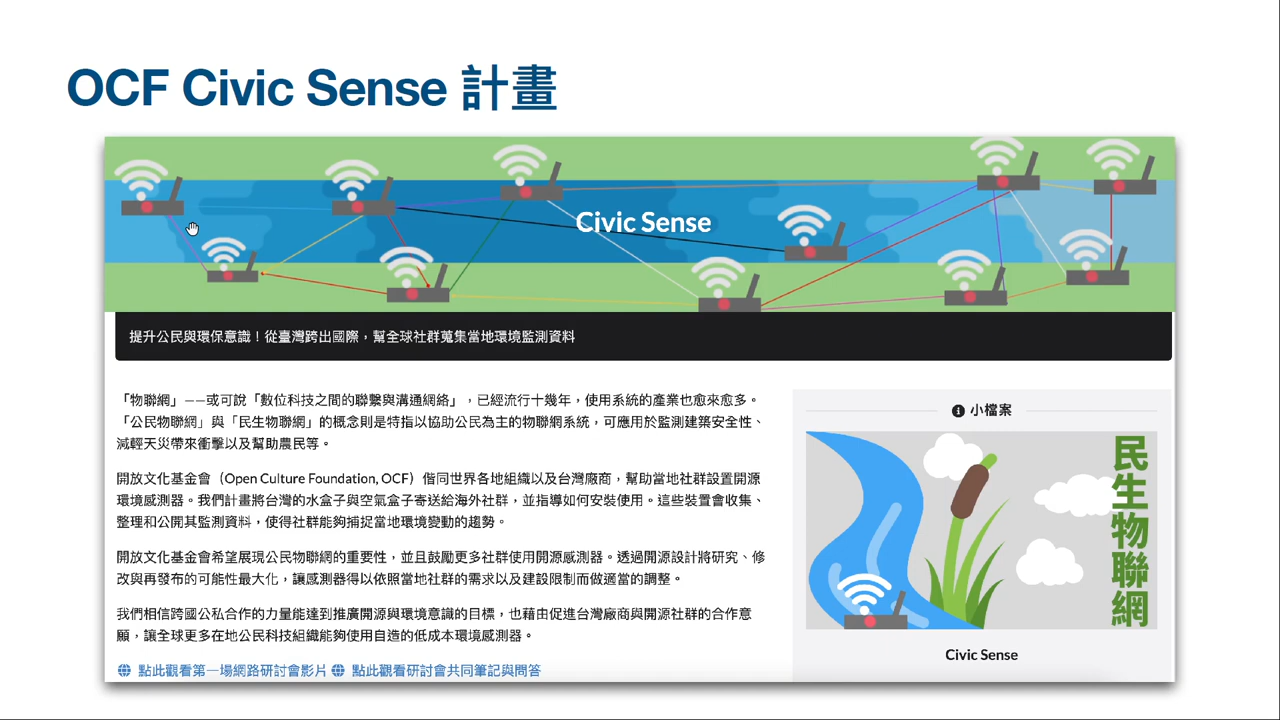 OCF Civic Sense 計畫
Civic Sense
提升公民與環保意識！從臺灣跨出國際，幫全球社群蒐集當地環境監測資料
「物聯網」——或可說「數位科技之間的聯繫與溝通網絡」，已經流行十幾年，使用系統的產業也愈來愈多。
「公民物聯網」與「民生物聯網」的概念則是特指以協助公民為主的物聯網系統，可應用於監測建築安全性、
減輕天災帶來衝擊以及幫助農民等。
開放文化基金會（Open Culture Foundation, OCF）偕同世界各地組織以及台灣廠商，幫助當地社群設置開源
環境感測器。我們計畫將台灣的水盒子與空氣盒子寄送給海外社群，並指導如何安裝使用。這些裝置會收集、
整理和公開其監測資料，使得社群能夠捕捉當地環境變動的趨勢。
開放文化基金會希望展現公民物聯網的重要性，並且鼓勵更多社群使用開源感測器。透過開源設計將研究、修
改與再發布的可能性最大化，讓感測器得以依照當地社群的需求以及建設限制而做適當的調整。
我們相信跨國公私合作的力量能達到推廣開源與環境意識的目標，也藉由促進台灣廠商與開源社群的合作意
願，讓全球更多在地公民科技組織能夠使用自造的低成本環境感測器。
點此觀看第一場網路研討會影片 點此觀看研討會共同筆記與問答
小檔案
民生物聯網
Civic Sense